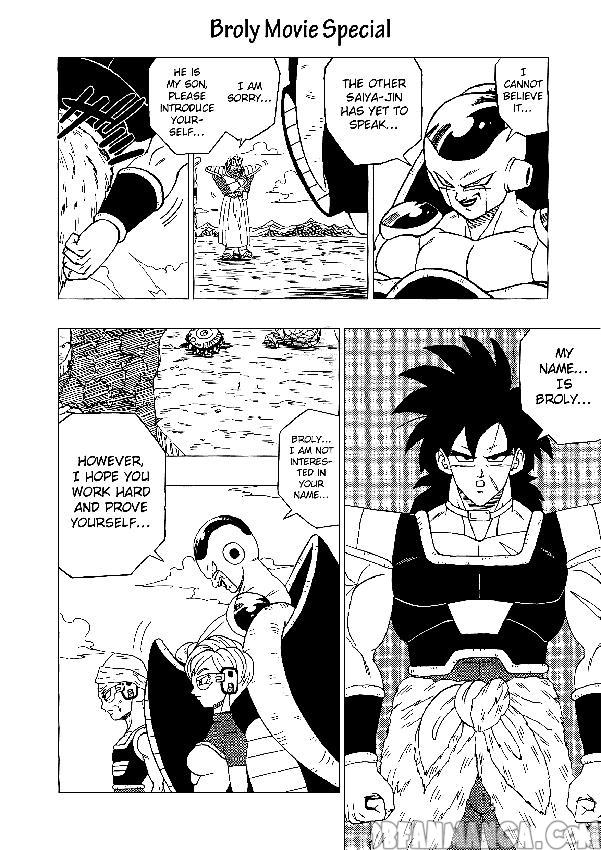 Broly Movie Special
I
CANNOT
BELIEVE
IT...
THE OTHER
SAIYA-JIN
HAS YET TO
SPEAK...
I AM
SORRY...
HE IS
MY SON,
PLEASE
INTRODUCE
YOUR-
SELF...
MY
NAME...
IS
BROLY...
BROLY...
I AM NOT
INTERES-
TED IN
YOUR
NAME...
HOWEVER,
I HOPE YOU
WORK HARD
AND PROVE
YOURSELF...
DBFANMANGA.COM